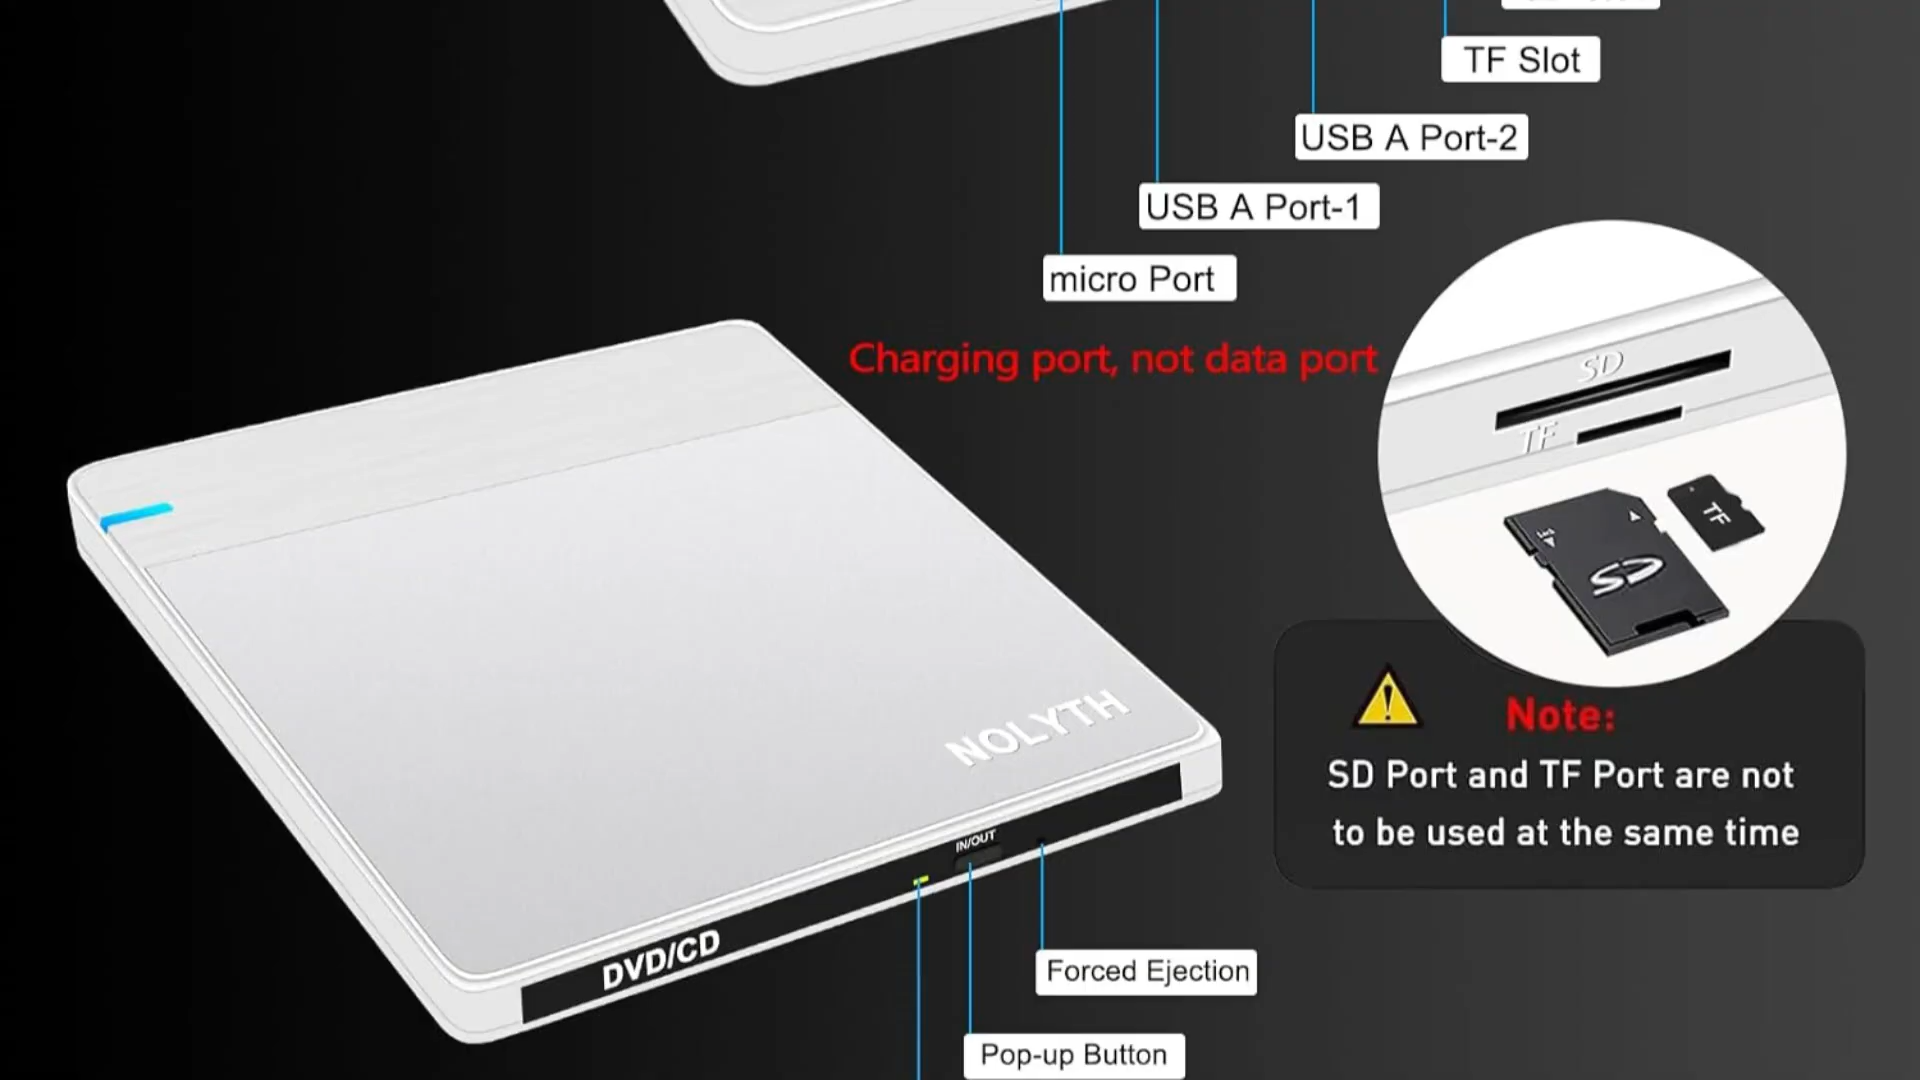 TF Slot
USB A Port-2
USB A Port-1
micro Port
Charging port, not data port
SD
TF
TF
SD
Note:
SD Port and TF Port are not
to be used at the same time
NOLYTH
IN/OUT
DVD/CD
Forced Ejection
Pop-up Button